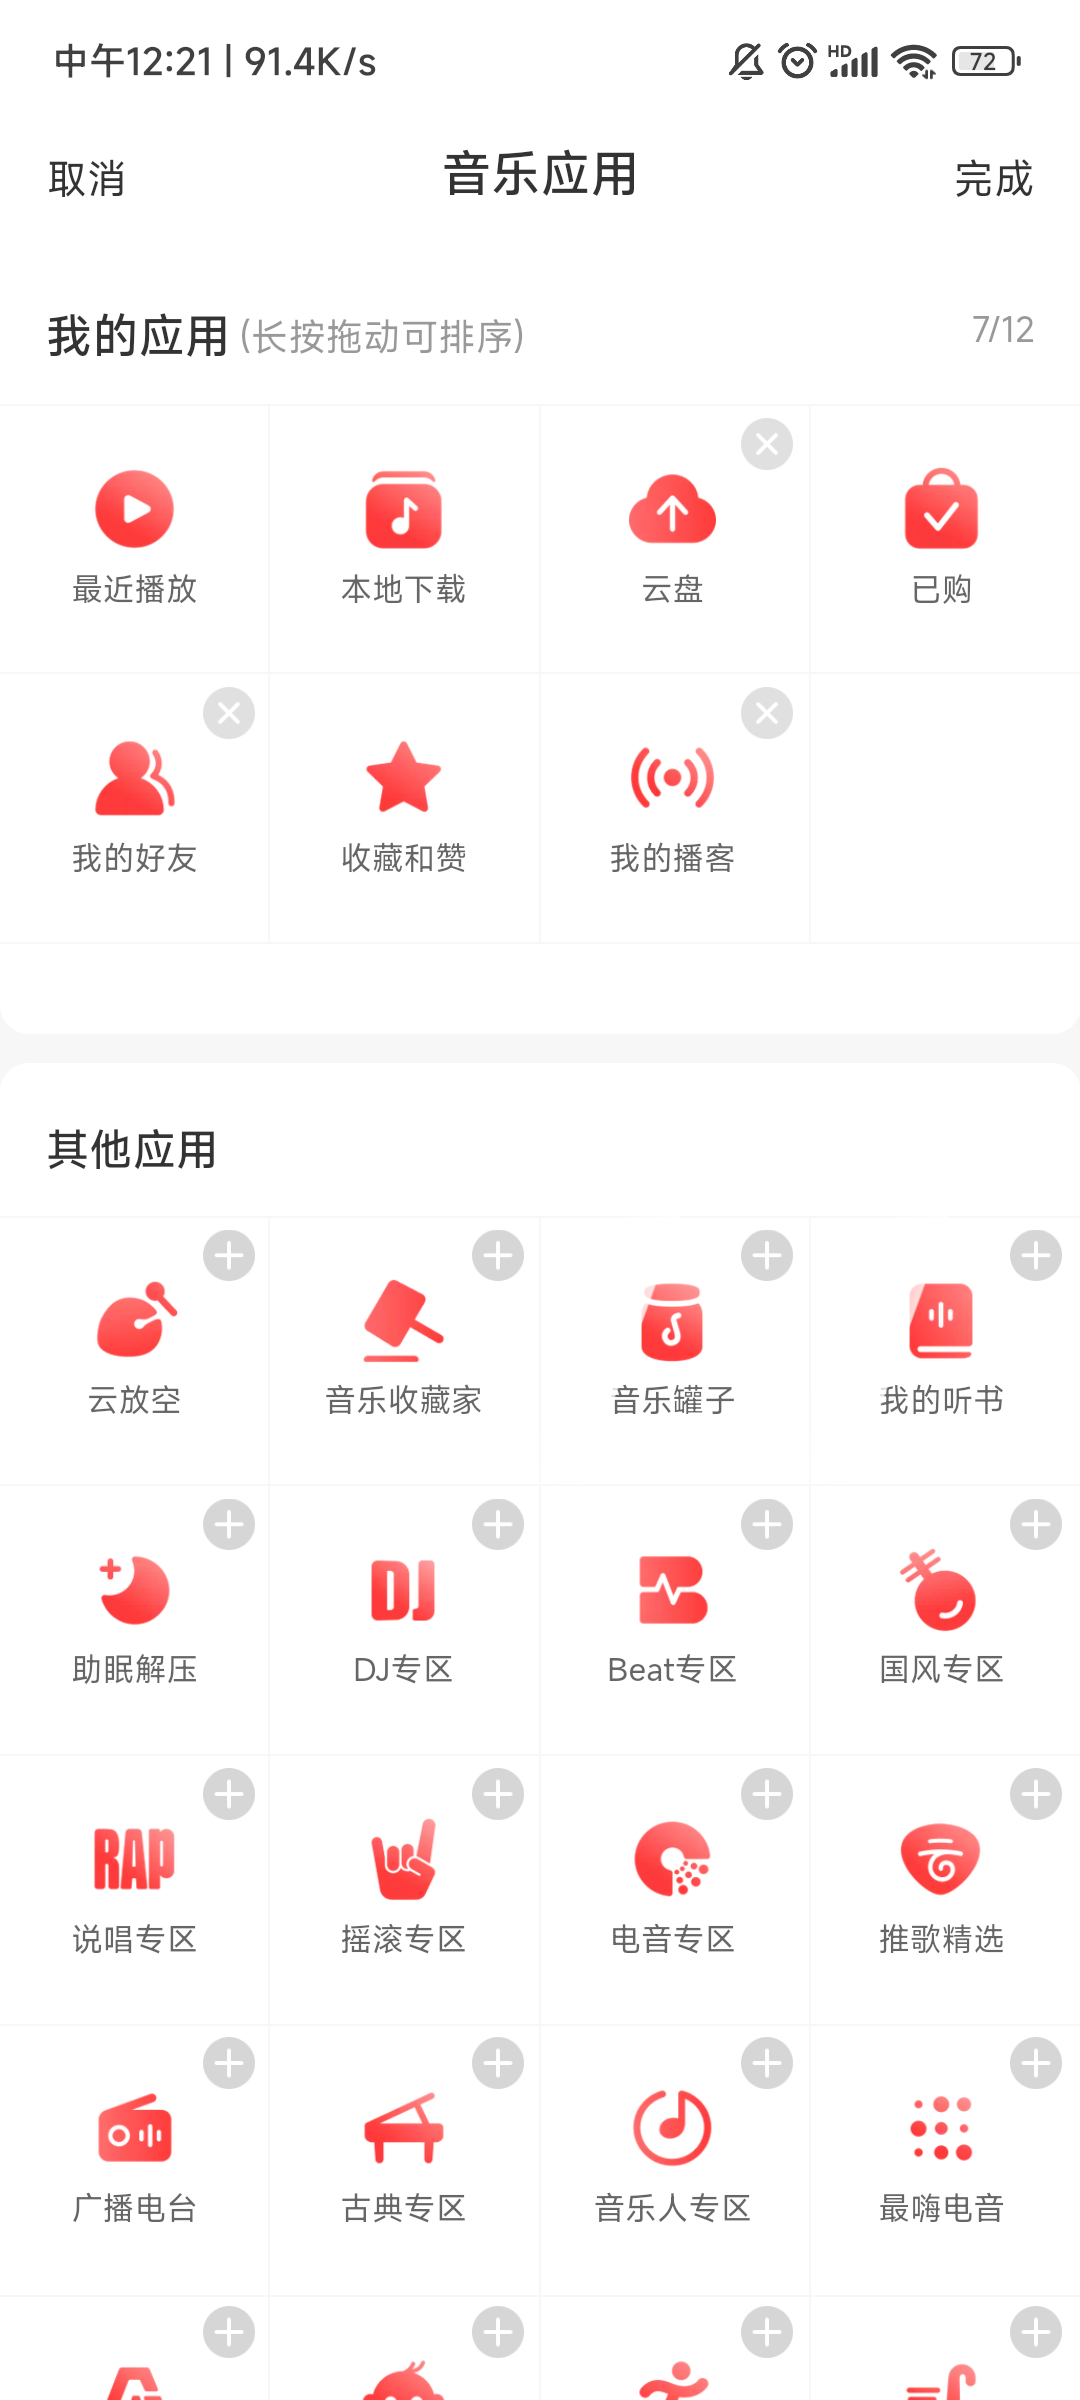 中午12:21 | 91.4K/s
HD
72
取消
音乐应用
完成
我的应用 (长按拖动可排序)
7/12
最近播放
本地下载
云盘
已购
我的好友
收藏和赞
我的播客
其他应用
云放空
音乐收藏家
音乐罐子
我的听书
DJ
助眠解压
DJ专区
Beat专区
国风专区
RAP
说唱专区
摇滚专区
电音专区
推歌精选
广播电台
古典专区
音乐人专区
最嗨电音